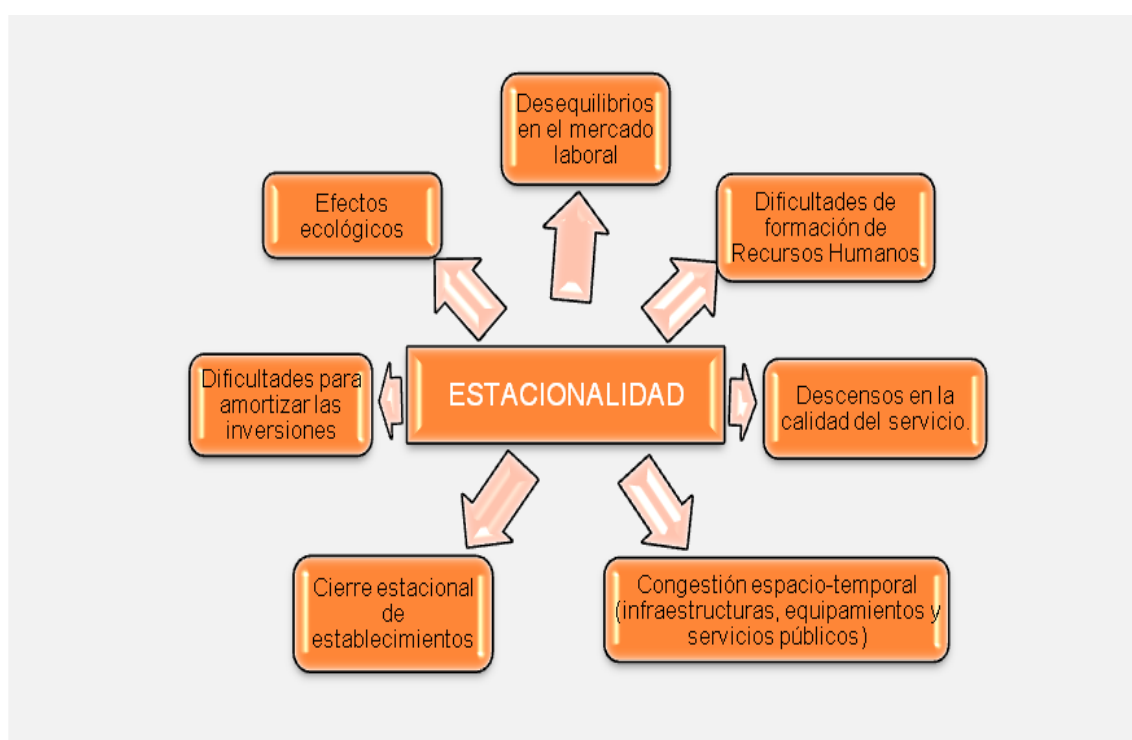 Desequilibrios
en el mercado
laboral
Efectos
ecológicos
Dificultades de
formación de
Recursos Humanos
Dificultades para
amortizar las
inversiones
ESTACIONALIDAD
Descensos en la
calidad del servicio.
Cierre estacional
de
establecimientos
Congestión espacio-temporal
(infraestructuras, equipamientos y
servicios públicos)